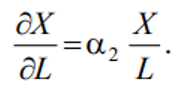 ∂X/∂L = α₂ X/L.